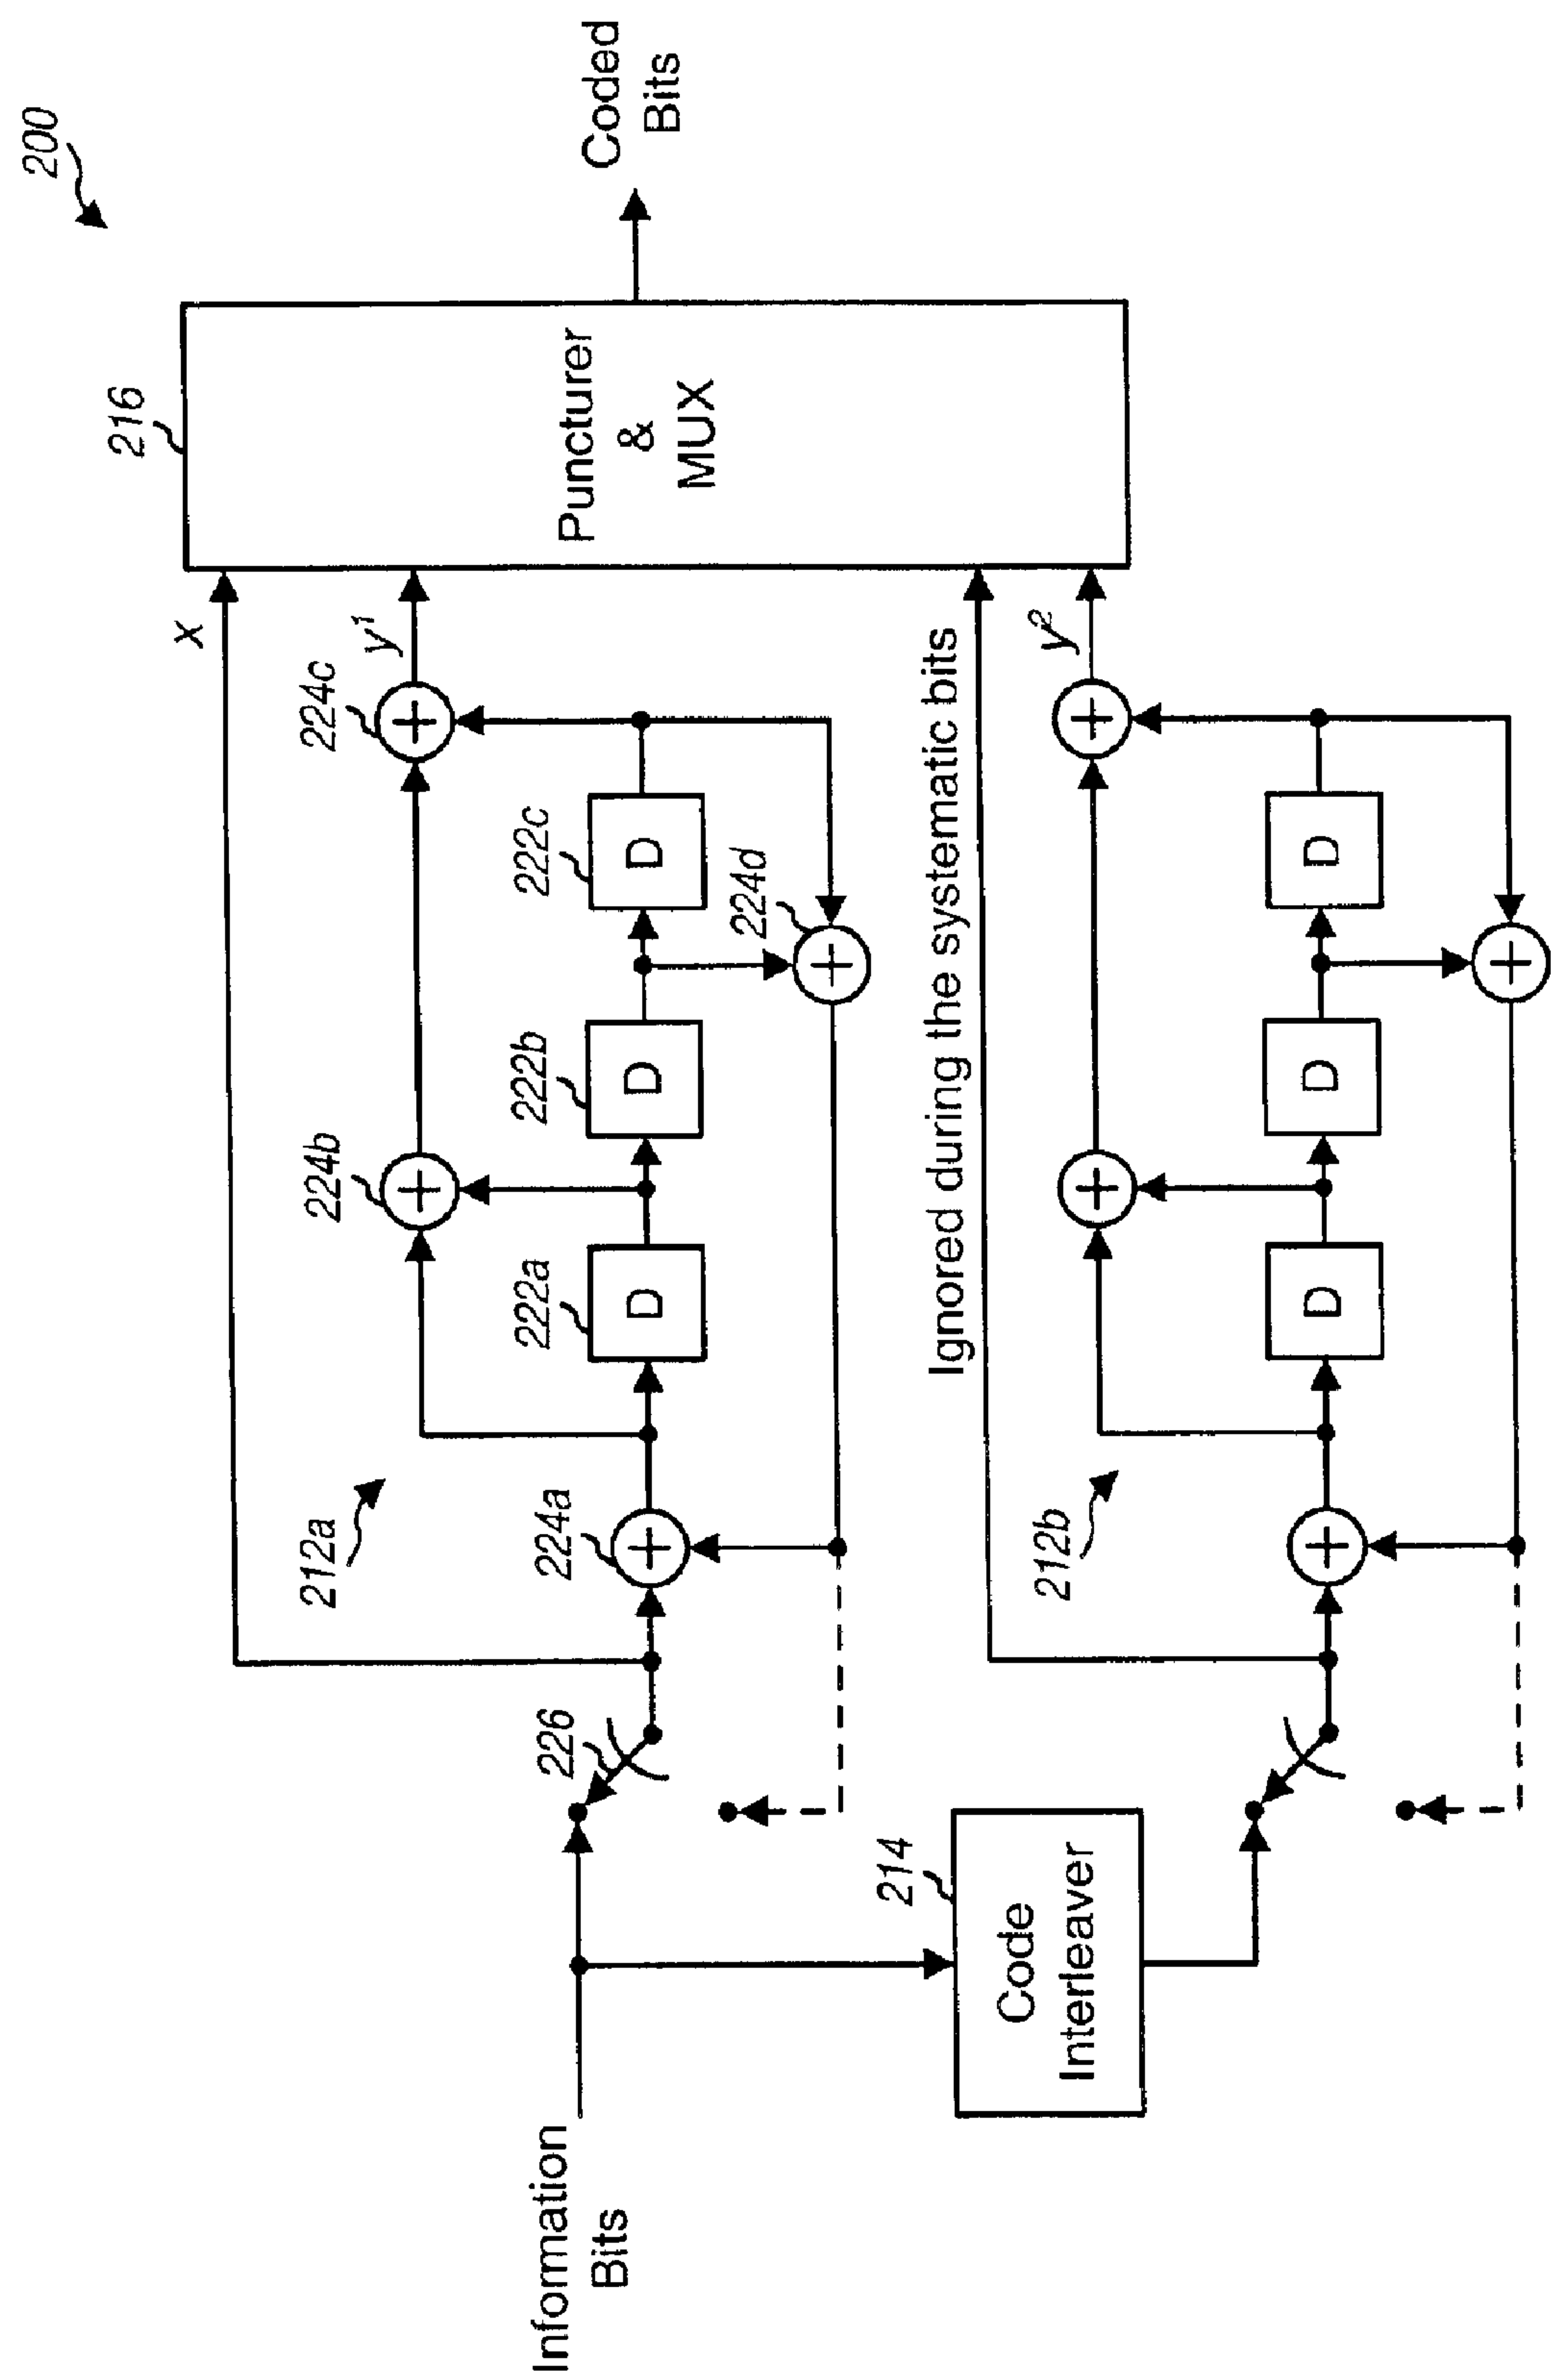 200
216
x
y¹
Puncturer
&
MUX
Coded
Bits
212a
224a
224b
224c
222a
D
222b
D
222c
D
224d
226
Information
Bits
Ignored during the systematic bits
y²
214
Code
Interleaver
212b
D
D
D